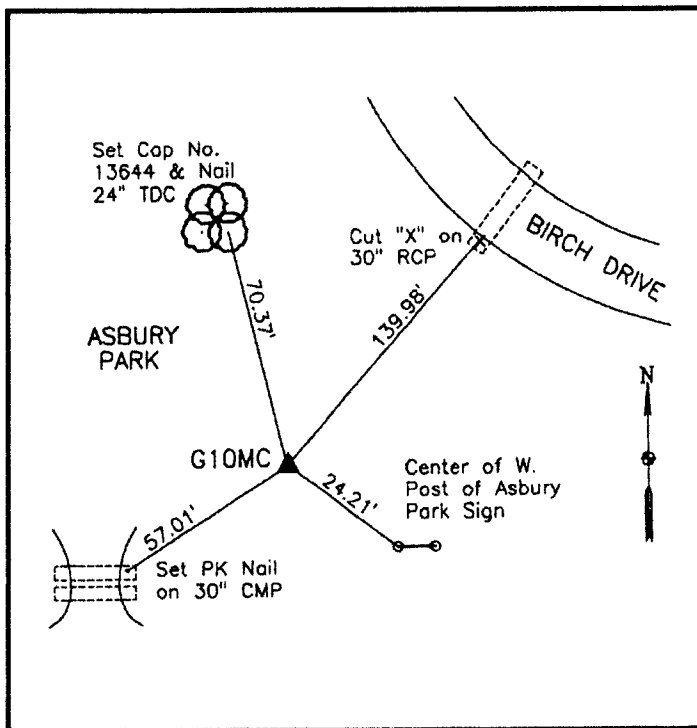 Set Cap No.
13644 & Nail
24" TDC
Cut "X" on
30" RCP
BIRCH DRIVE
70.37'
139.98'
ASBURY
PARK
N
G10MC
24.21'
Center of W.
Post of Asbury
Park Sign
57.01'
Set PK Nail
on 30" CMP